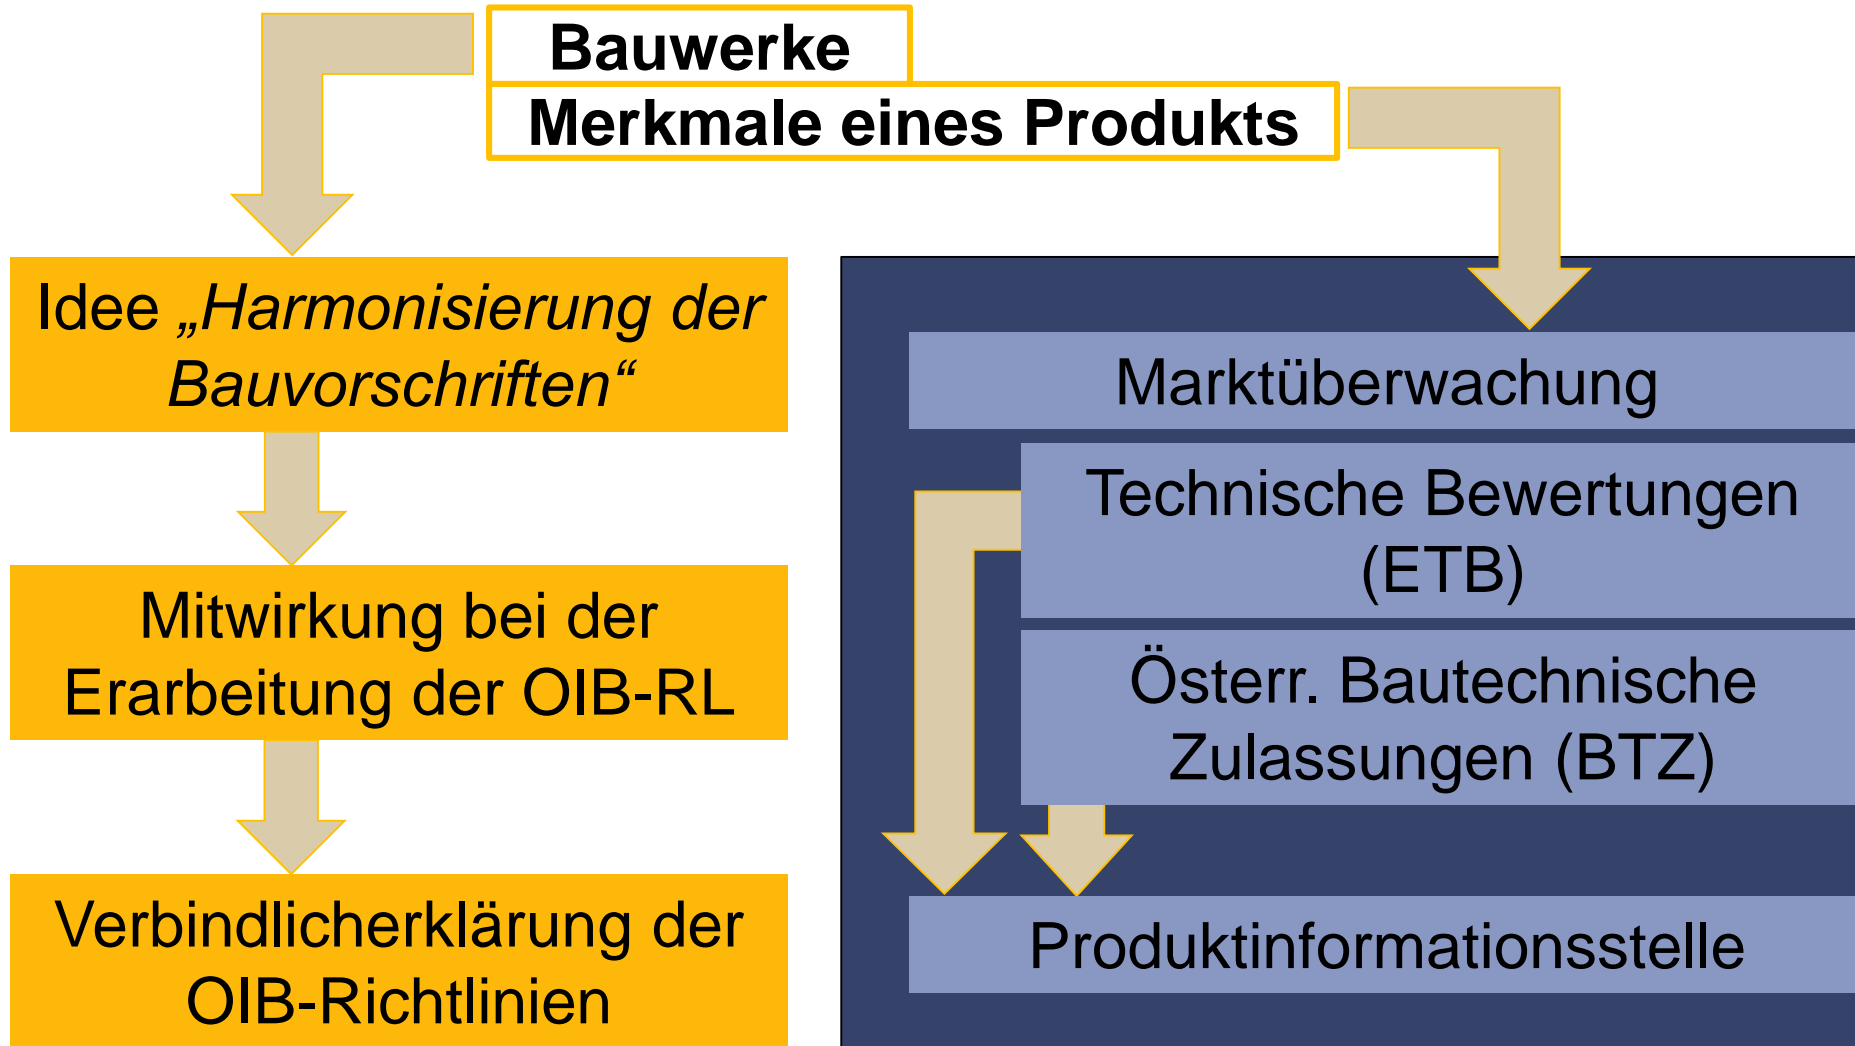 Bauwerke
Merkmale eines Produkts
Idee „Harmonisierung der
Bauvorschriften“
Mitwirkung bei der
Erarbeitung der OIB-RL
Verbindlicherklärung der
OIB-Richtlinien
Marktüberwachung
Technische Bewertungen
(ETB)
Österr. Bautechnische
Zulassungen (BTZ)
Produktinformationsstelle